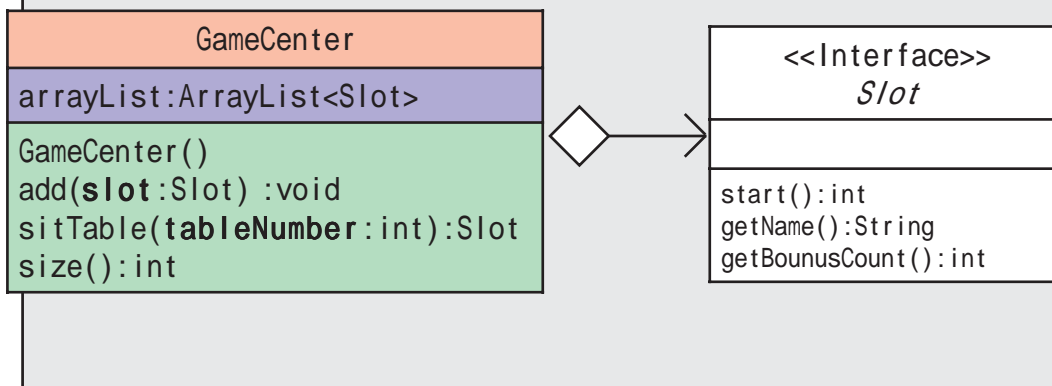 GameCenter
arrayList:ArrayList<Slot>
GameCenter()
add(slot:Slot) :void
sitTable(tableNumber:int):Slot
size():int
<<Interface>>
Slot
start():int
getName():String
getBounusCount():int